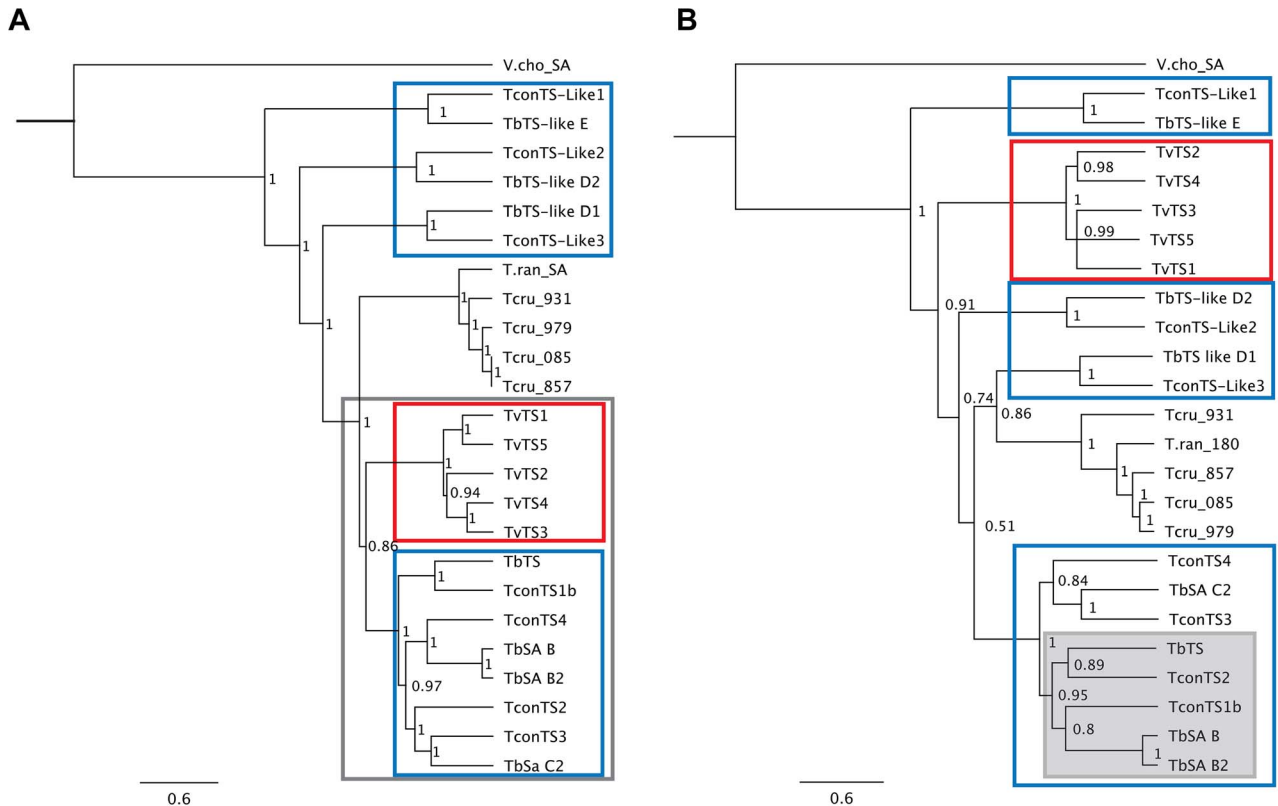 A
V.cho_SA
TconTS-Like1
1
TbTS-like E
TconTS-Like2
1
1
TbTS-like D2
TbTS-like D1
1
1
TconTS-Like3
T.ran_SA
1
Tcru_931
1
1
Tcru_979
1
Tcru_085
1
Tcru_857
TvTS1
1
1
TvTS5
1
TvTS2
0.94
TvTS4
1
TvTS3
0.86
TbTS
1
TconTS1b
TconTS4
1
1
TbSA B
1
TbSA B2
0.97
TconTS2
1
TconTS3
1
TbSa C2
0.6
B
V.cho_SA
TconTS-Like1
1
TbTS-like E
TvTS2
0.98
TvTS4
1
1
TvTS3
0.99
TvTS5
TvTS1
TbTS-like D2
0.91
1
TconTS-Like2
TbTS like D1
1
TconTS-Like3
0.74
0.86
Tcru_931
1
T.ran_180
1
Tcru_857
1
Tcru_085
1
0.51
Tcru_979
TconTS4
0.84
TbSA C2
1
TconTS3
1
TbTS
0.89
TconTS2
0.95
TconTS1b
0.8
TbSA B
1
TbSA B2
0.6